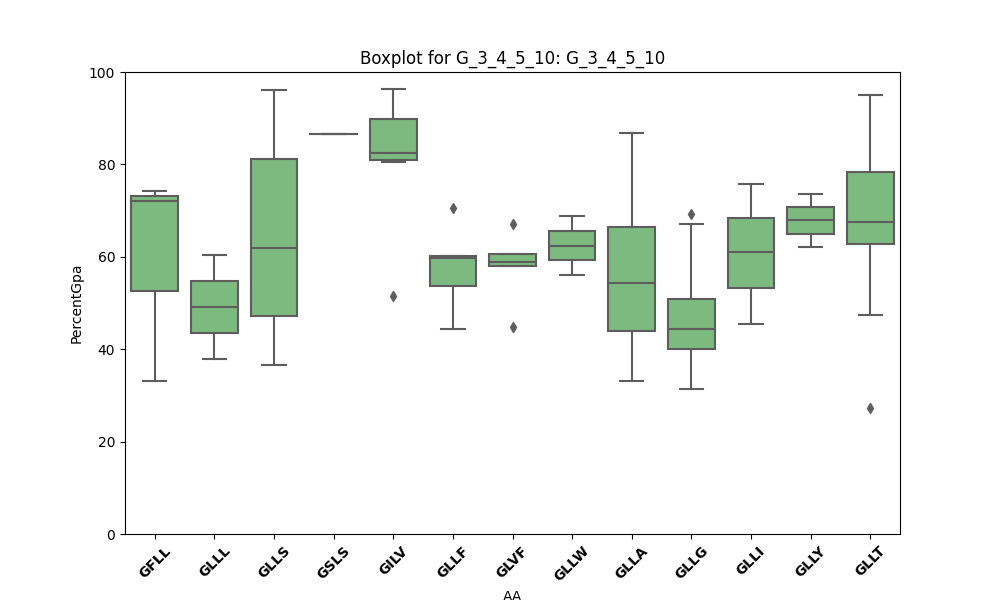 Boxplot for G_3_4_5_10: G_3_4_5_10
100
80
60
40
20
0
PercentGpa
GFLL GLLL GLLS GSLS GILV GLLF GLVF GLLW GLLA GLLG GLLI GLLY GLLT
AA